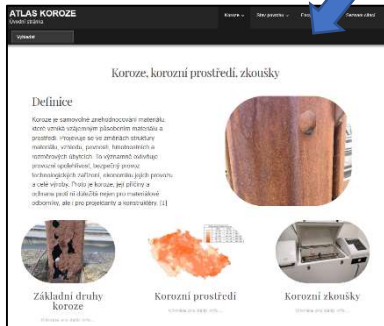 ATLAS KOROZE
Úvodní stránka
Koroze
Vyhledat
Koroze, korozní prostředí, zkoušky
Definice
Koroze je samovolné znehodnocování materiálu,
které vzniká vzájemným působením materiálu a
prostředí. Projevuje se ve změnách struktury
materiálu, vzhledu, pevnosti, hmotnostních a
rozměrových úbytcích. To významně ovlivňuje
provozní spolehlivost, bezpečný provoz
technologických zařízení, ekonomiku jejich provozu
a celé výroby. Proto je koroze, její příčiny a
ochrana proti ní důležitá nejen pro materiálové
odborníky, ale i pro projektanty a konstruktéry. [1]
Základní druhy
koroze
Korozní prostředí
Korozní zkoušky